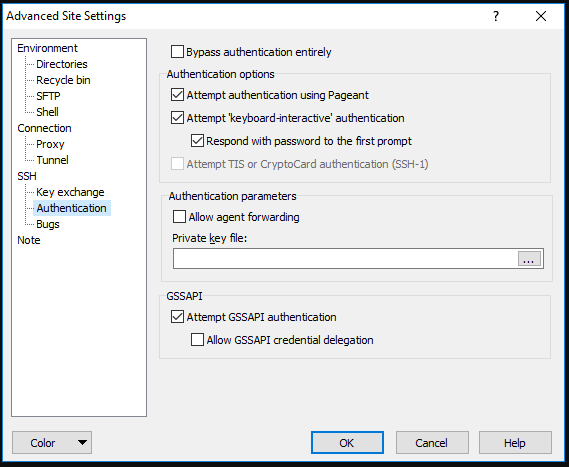 Advanced Site Settings
?
Environment
Directories
Recycle bin
SFTP
Shell
Connection
Proxy
Tunnel
SSH
Key exchange
Authentication
Bugs
Note
Bypass authentication entirely
Authentication options
Attempt authentication using Pageant
Attempt 'keyboard-interactive' authentication
Respond with password to the first prompt
Attempt TIS or CryptoCard authentication (SSH-1)
Authentication parameters
Allow agent forwarding
Private key file:
...
GSSAPI
Attempt GSSAPI authentication
Allow GSSAPI credential delegation
Color
OK
Cancel
Help